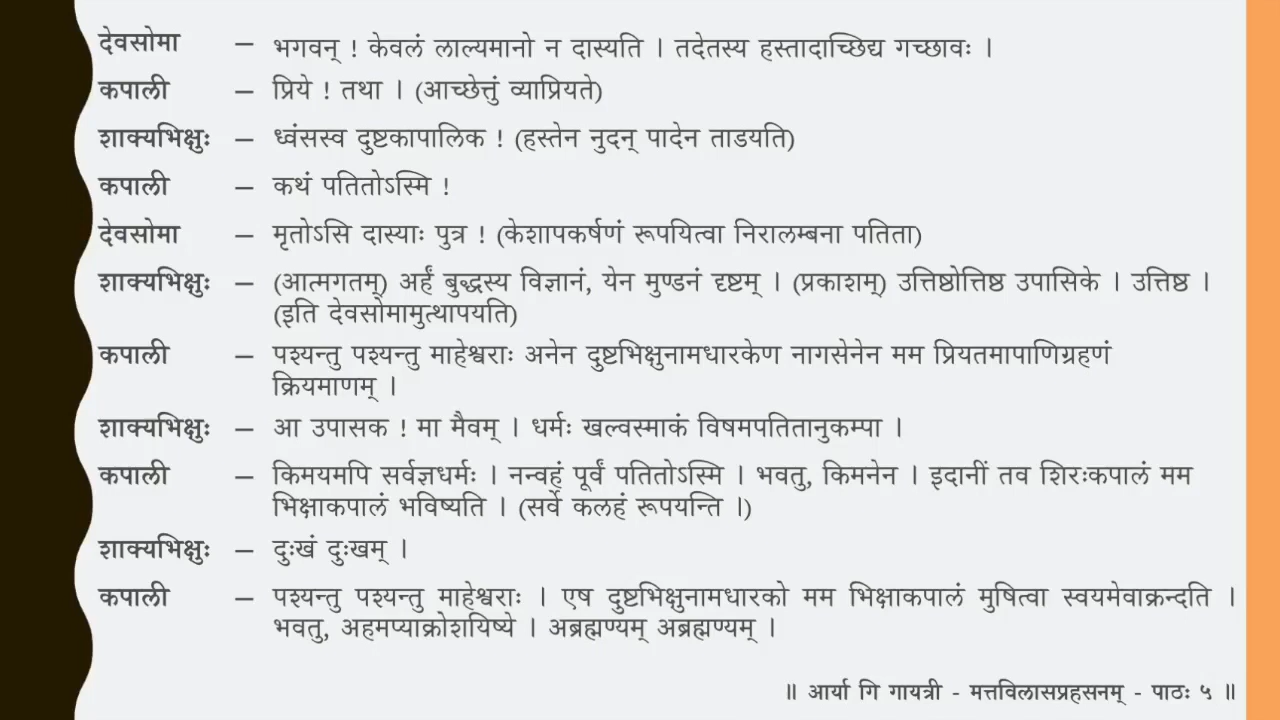 देवसोमा — भगवन् ! केवलं लाल्यमानो न दास्यति । तदेतस्य हस्तादाच्छिद्य गच्छावः ।
कपाली — प्रिये ! तथा । (आच्छेत्तुं व्याप्रियते)
शाक्यभिक्षुः — ध्वंसस्व दुष्टकापालिक ! (हस्तेन नुदन् पादेन ताडयति)
कपाली — कथं पतितोऽस्मि !
देवसोमा — मृतोऽसि दास्याः पुत्र ! (केशापकर्षणं रूपयित्वा निरालम्बना पतिता)
शाक्यभिक्षुः — (आत्मगतम्) अर्हं बुद्धस्य विज्ञानं, येन मुण्डनं दृष्टम् । (प्रकाशम्) उत्तिष्ठोत्तिष्ठ उपासिके । उत्तिष्ठ ।
(इति देवसोमामुत्थापयति)
कपाली — पश्यन्तु पश्यन्तु माहेश्वराः अनेन दुष्टभिक्षुनामधारकेण नागसेनेन मम प्रियतमापाणिग्रहणं
क्रियमाणम् ।
शाक्यभिक्षुः — आ उपासक ! मा मैवम् । धर्मः खल्वस्माकं विषमपतितानुकम्पा ।
कपाली — किमयमपि सर्वज्ञधर्मः । नन्वहं पूर्वं पतितोऽस्मि । भवतु, किमनेन । इदानीं तव शिरःकपालं मम
भिक्षाकपालं भविष्यति । (सर्वे कलहं रूपयन्ति ।)
शाक्यभिक्षुः — दुःखं दुःखम् ।
कपाली — पश्यन्तु पश्यन्तु माहेश्वराः । एष दुष्टभिक्षुनामधारको मम भिक्षाकपालं मुषित्वा स्वयमेवाक्रन्दति ।
भवतु, अहमप्याक्रोशयिष्ये । अब्रह्मण्यम् अब्रह्मण्यम् ।
॥ आर्या गि गायत्री - मत्तविलासप्रहसनम् - पाठः ५ ॥